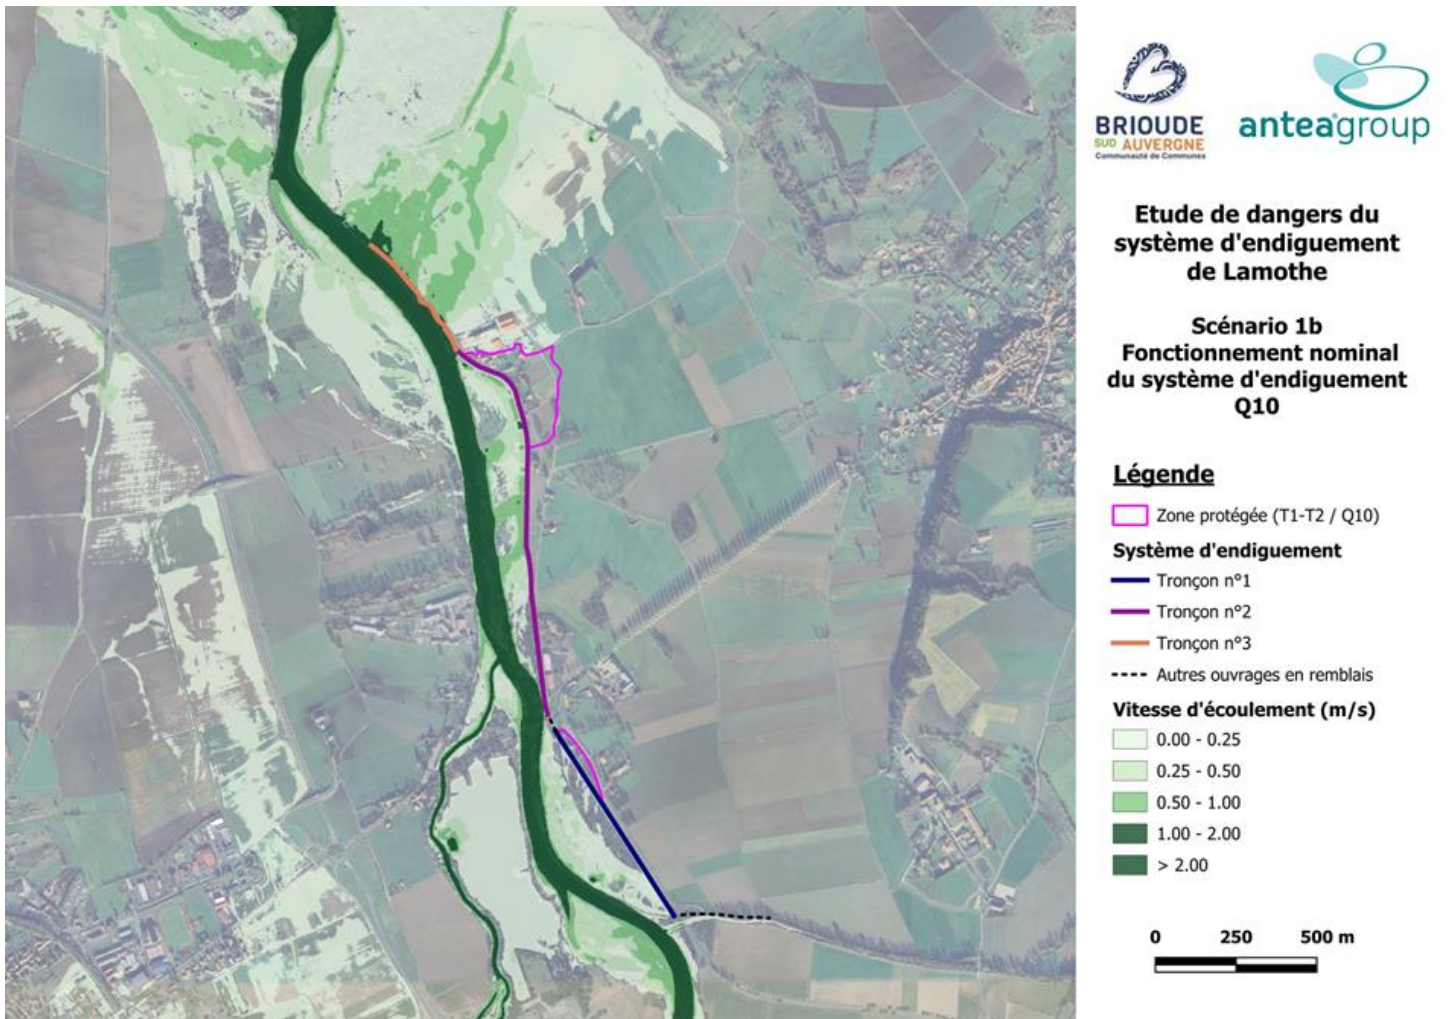 BRIOUDE
SUD AUVERGNE
Communauté de Communes
anteagroup
Etude de dangers du
système d'endiguement
de Lamothe
Scénario 1b
Fonctionnement nominal
du système d'endiguement
Q10
Légende
Zone protégée (T1-T2 / Q10)
Système d'endiguement
Tronçon n°1
Tronçon n°2
Tronçon n°3
Autres ouvrages en remblais
Vitesse d'écoulement (m/s)
0.00 - 0.25
0.25 - 0.50
0.50 - 1.00
1.00 - 2.00
> 2.00
0 250 500 m